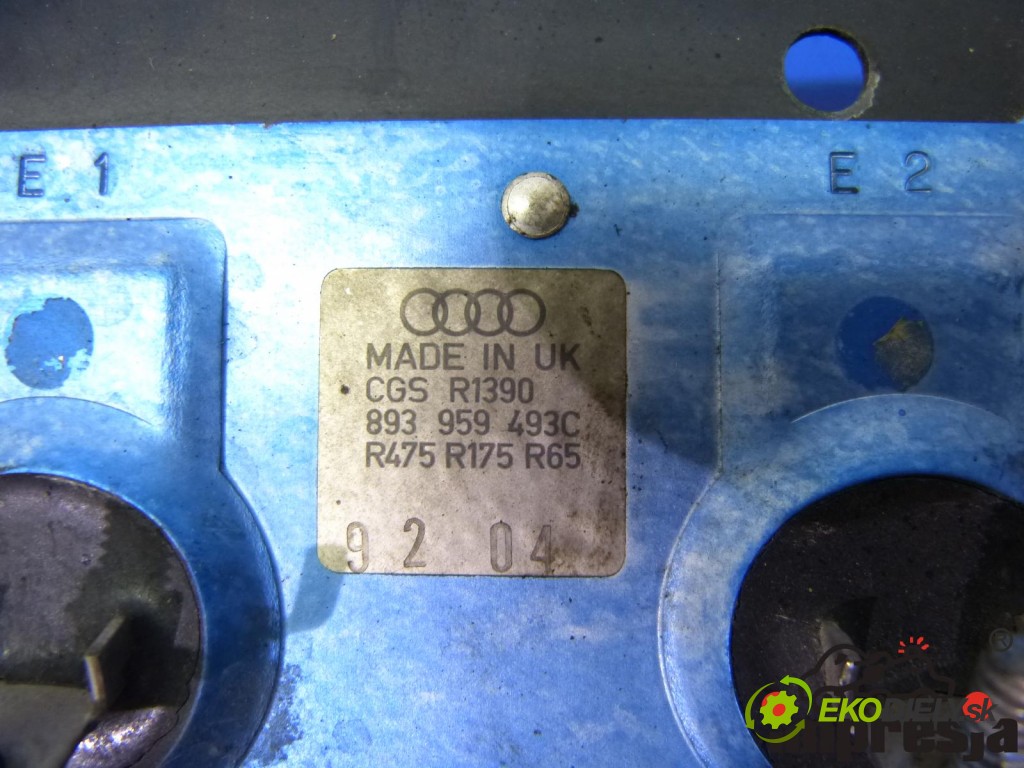 E 1
E 2
MADE IN UK
CGS R1390
893 959 493C
R475 R175 R65
92 04
®
EKO
sk